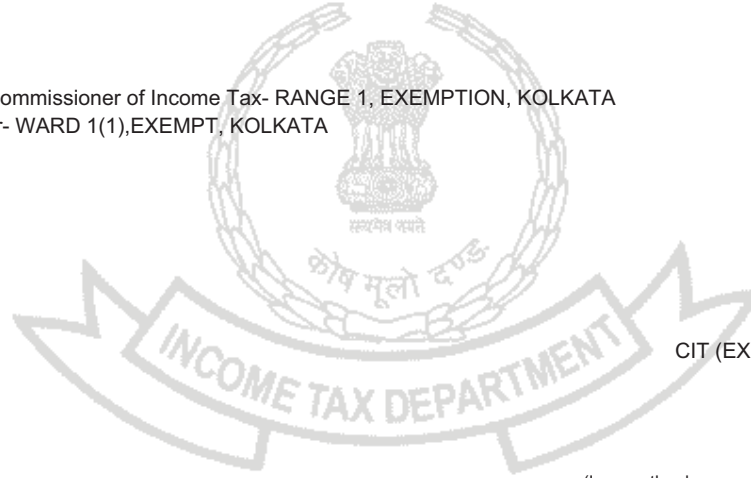 ommissioner of Income Tax- RANGE 1, EXEMPTION, KOLKATA
- WARD 1(1),EXEMPT, KOLKATA
सत्यमेव जयते
कोष मूलो दण्डः
INCOME TAX DEPARTMENT
CIT (EX